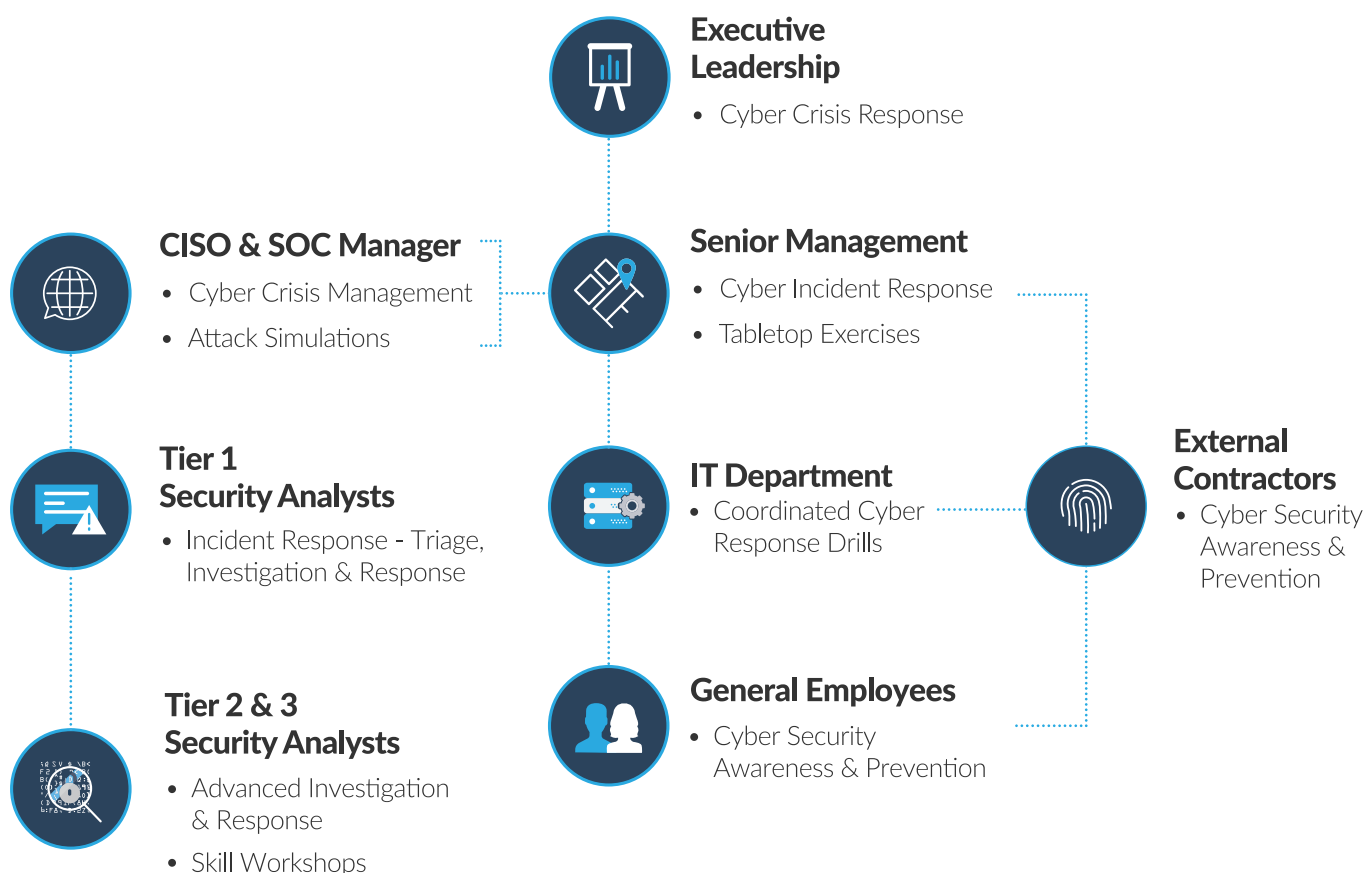 Executive
Leadership
• Cyber Crisis Response
CISO & SOC Manager
• Cyber Crisis Management
• Attack Simulations
Senior Management
• Cyber Incident Response
• Tabletop Exercises
Tier 1
Security Analysts
• Incident Response - Triage,
Investigation & Response
IT Department
• Coordinated Cyber
Response Drills
External
Contractors
• Cyber Security
Awareness &
Prevention
Tier 2 & 3
Security Analysts
• Advanced Investigation
& Response
• Skill Workshops
General Employees
• Cyber Security
Awareness & Prevention